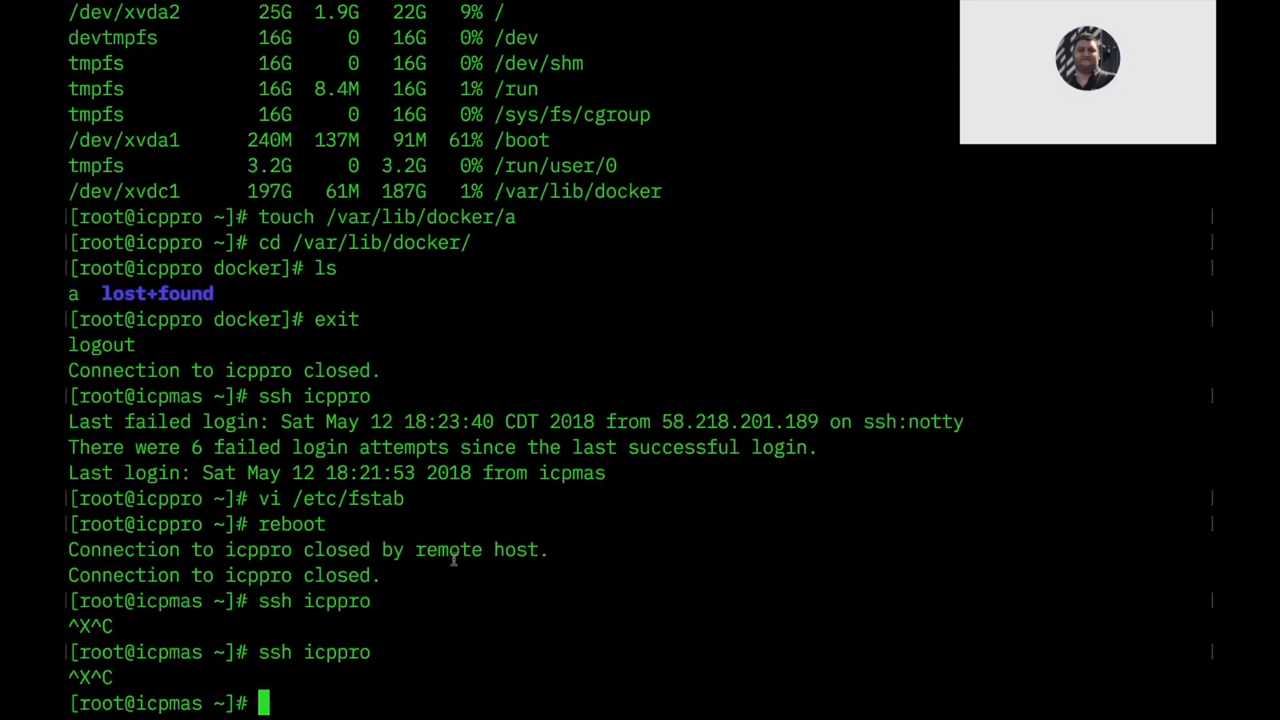 /dev/xvda2 25G 1.9G 22G 9% /
devtmpfs 16G 0 16G 0% /dev
tmpfs 16G 0 16G 0% /dev/shm
tmpfs 16G 8.4M 16G 1% /run
tmpfs 16G 0 16G 0% /sys/fs/cgroup
/dev/xvda1 240M 137M 91M 61% /boot
tmpfs 3.2G 0 3.2G 0% /run/user/0
/dev/xvdc1 197G 61M 187G 1% /var/lib/docker
[root@icppro ~]# touch /var/lib/docker/a
[root@icppro ~]# cd /var/lib/docker/
[root@icppro docker]# ls
a lost+found
[root@icppro docker]# exit
logout
Connection to icppro closed.
[root@icpmas ~]# ssh icppro
Last failed login: Sat May 12 18:23:40 CDT 2018 from 58.218.201.189 on ssh:notty
There were 6 failed login attempts since the last successful login.
Last login: Sat May 12 18:21:53 2018 from icpmas
[root@icppro ~]# vi /etc/fstab
[root@icppro ~]# reboot
Connection to icppro closed by remote host.
Connection to icppro closed.
[root@icpmas ~]# ssh icppro
^X^C
[root@icpmas ~]# ssh icppro
^X^C
[root@icpmas ~]#